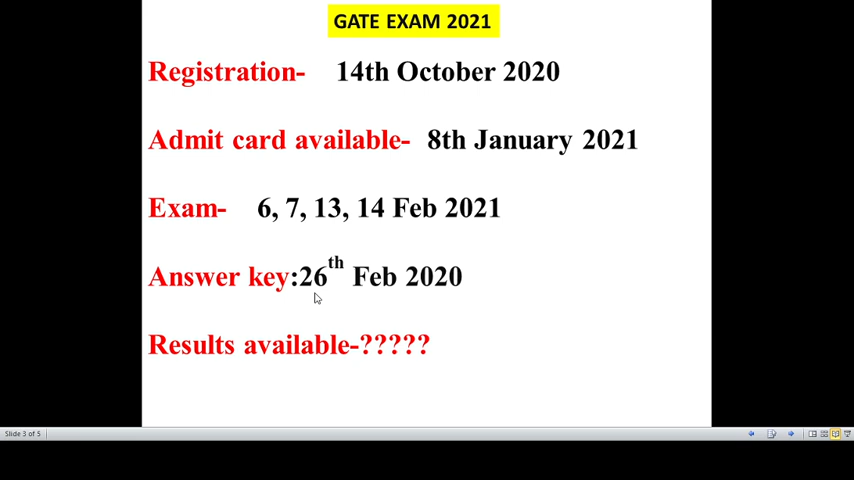 GATE EXAM 2021
Registration- 14th October 2020
Admit card available- 8th January 2021
Exam- 6, 7, 13, 14 Feb 2021
Answer key:26th Feb 2020
Results available-?????
Slide 3 of 5